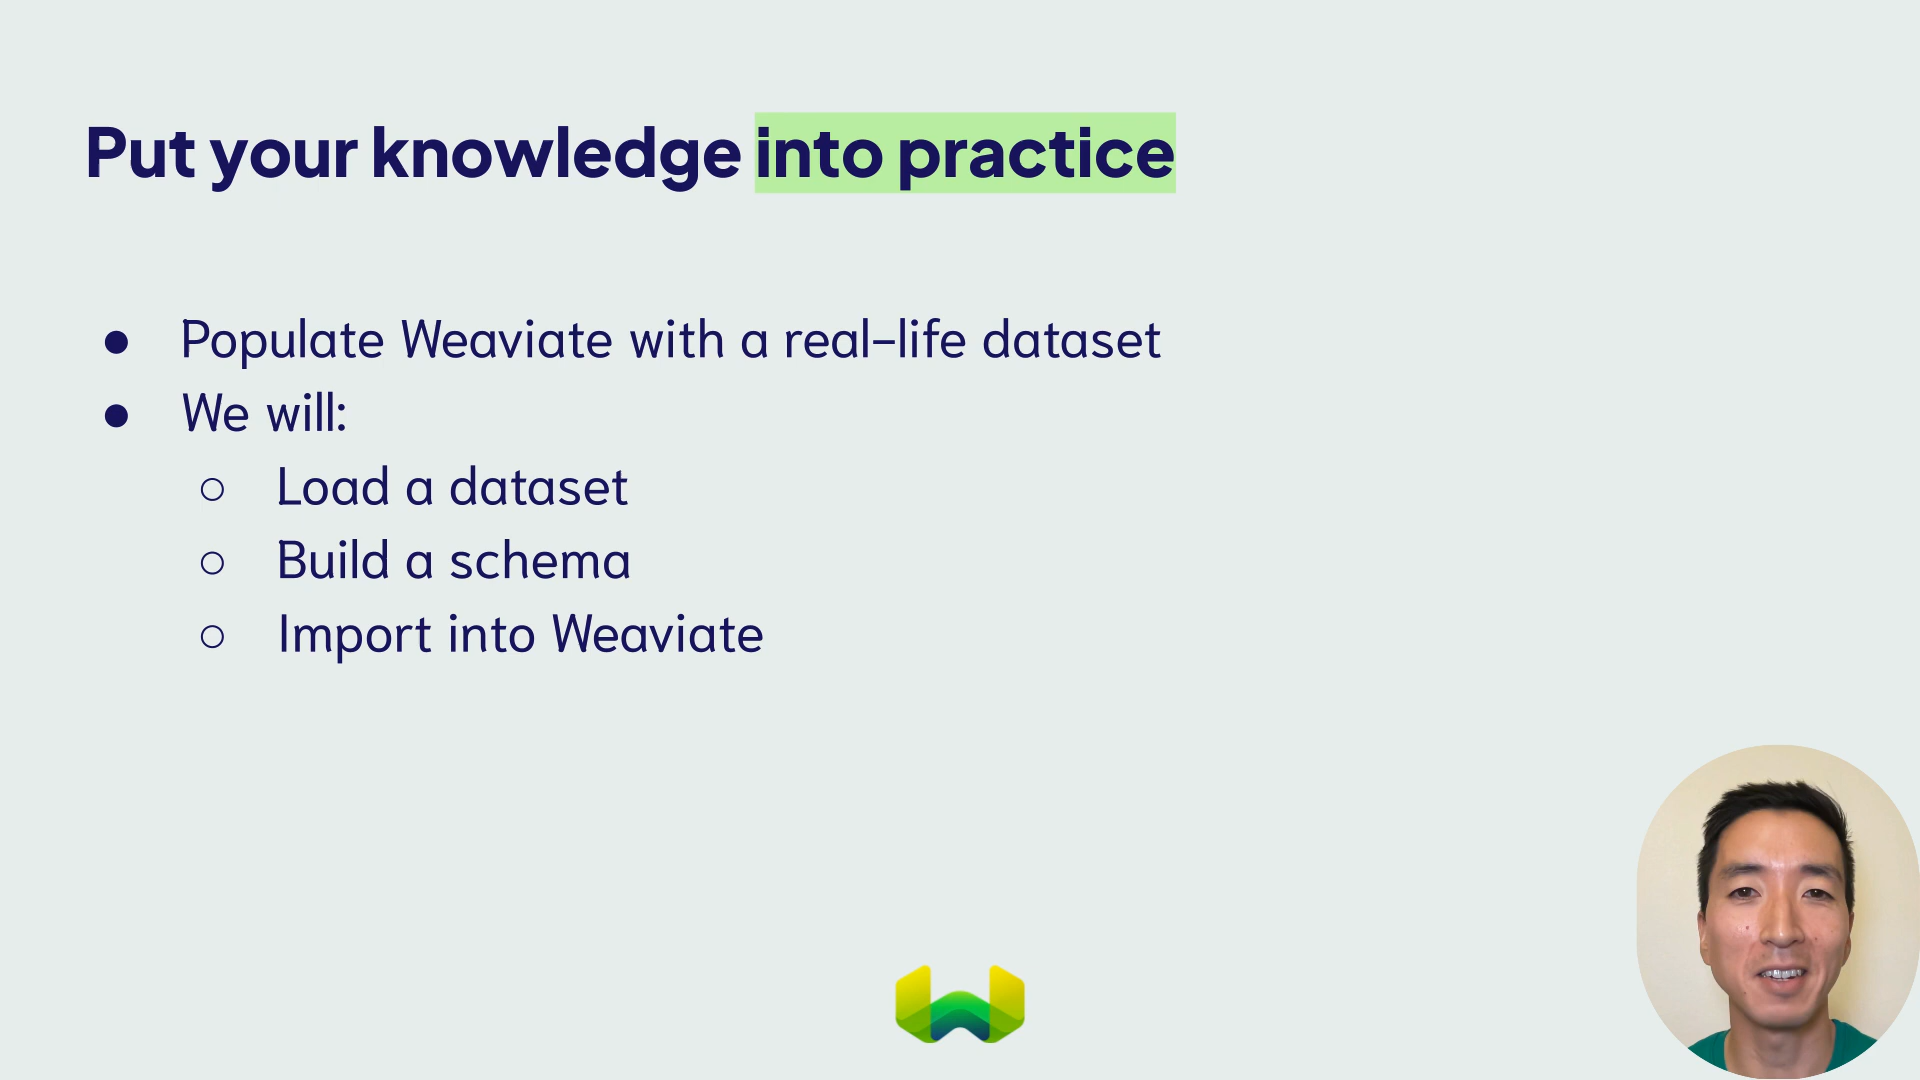 Put your knowledge into practice
● Populate Weaviate with a real-life dataset
● We will:
○ Load a dataset
○ Build a schema
○ Import into Weaviate